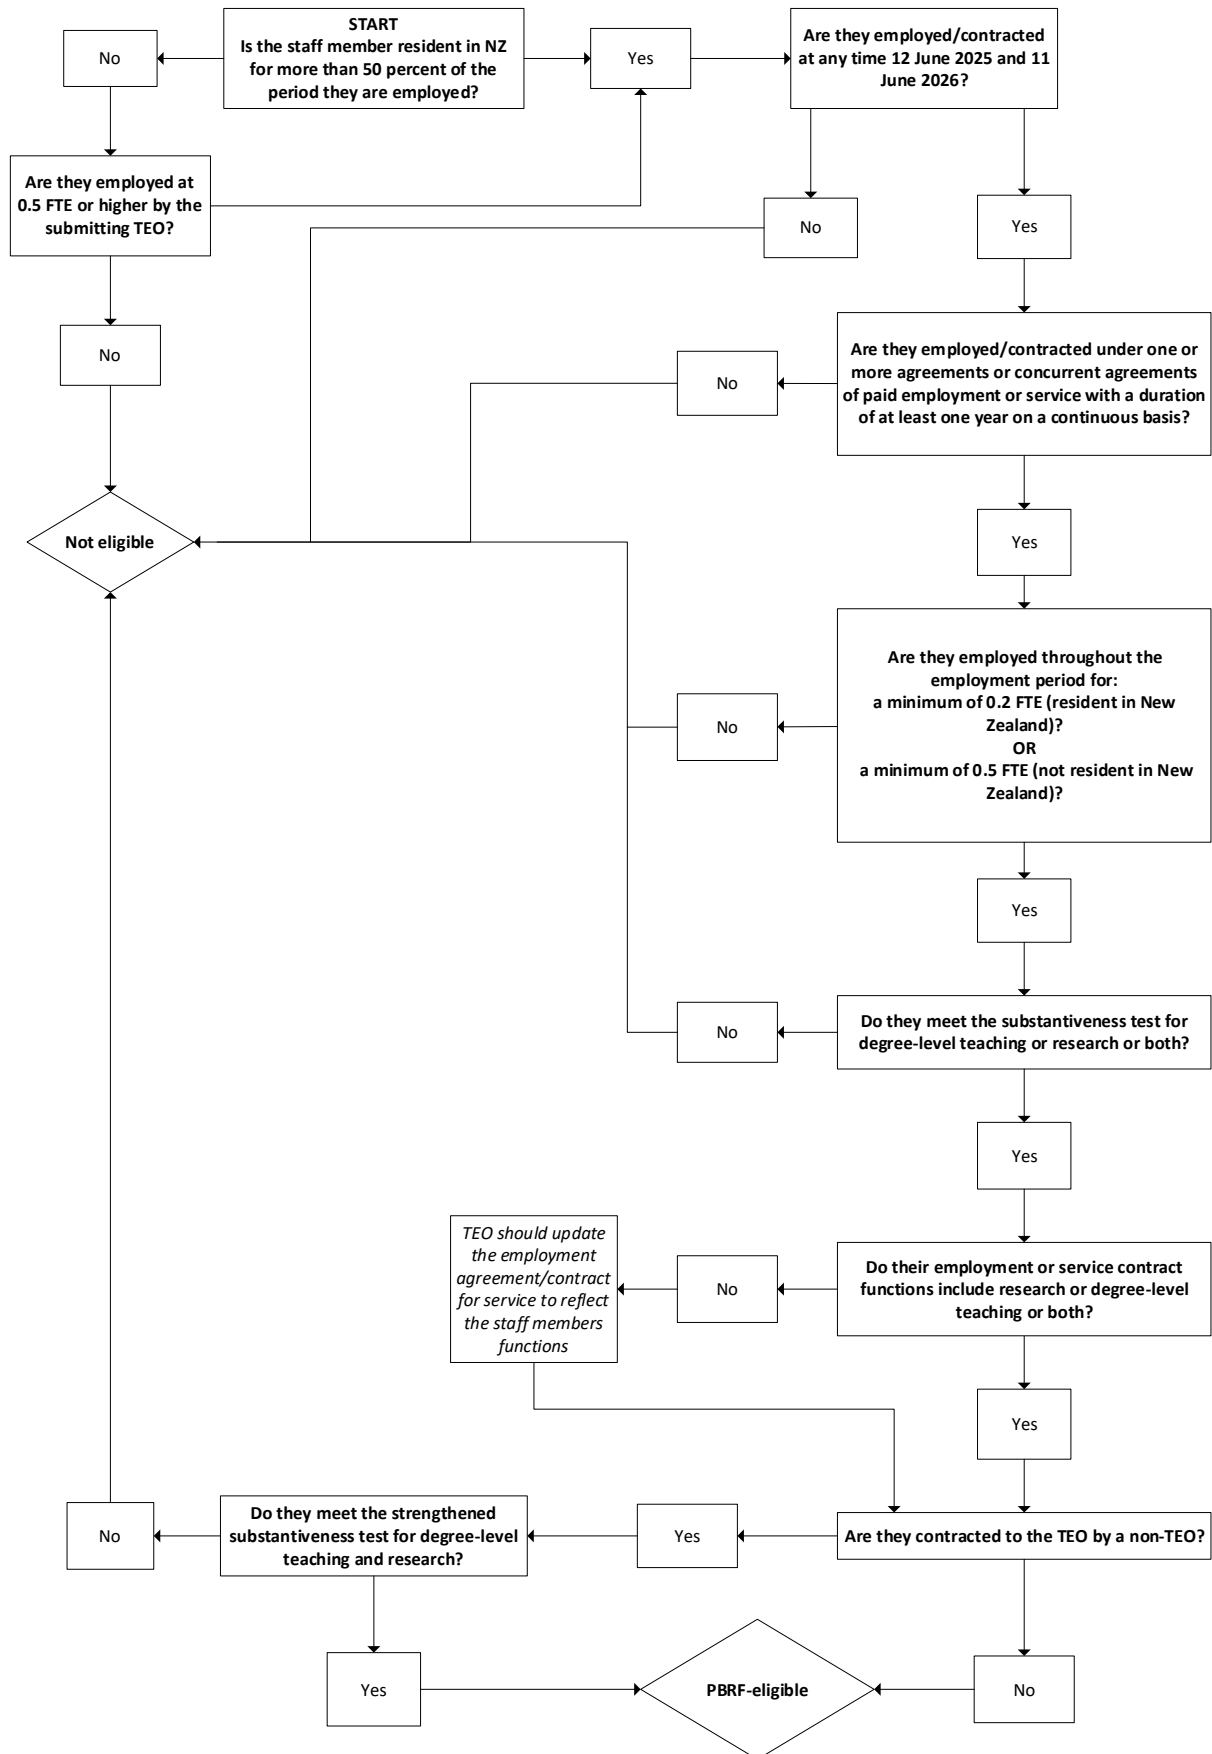 START
Is the staff member resident in NZ
for more than 50 percent of the
period they are employed?
No
Yes
Are they employed/contracted
at any time 12 June 2025 and 11
June 2026?
Are they employed at
0.5 FTE or higher by the
submitting TEO?
No
Yes
No
Are they employed/contracted under one or
more agreements or concurrent agreements
of paid employment or service with a duration
of at least one year on a continuous basis?
No
Yes
Not eligible
Are they employed throughout the
employment period for:
a minimum of 0.2 FTE (resident in New
Zealand)?
OR
a minimum of 0.5 FTE (not resident in New
Zealand)?
No
Yes
Do they meet the substantiveness test for
degree-level teaching or research or both?
No
Yes
Do their employment or service contract
functions include research or degree-level
teaching or both?
No
TEO should update
the employment
agreement/contract
for service to reflect
the staff members
functions
Yes
Are they contracted to the TEO by a non-TEO?
Yes
Do they meet the strengthened
substantiveness test for degree-level
teaching and research?
No
Yes
PBRF-eligible
No